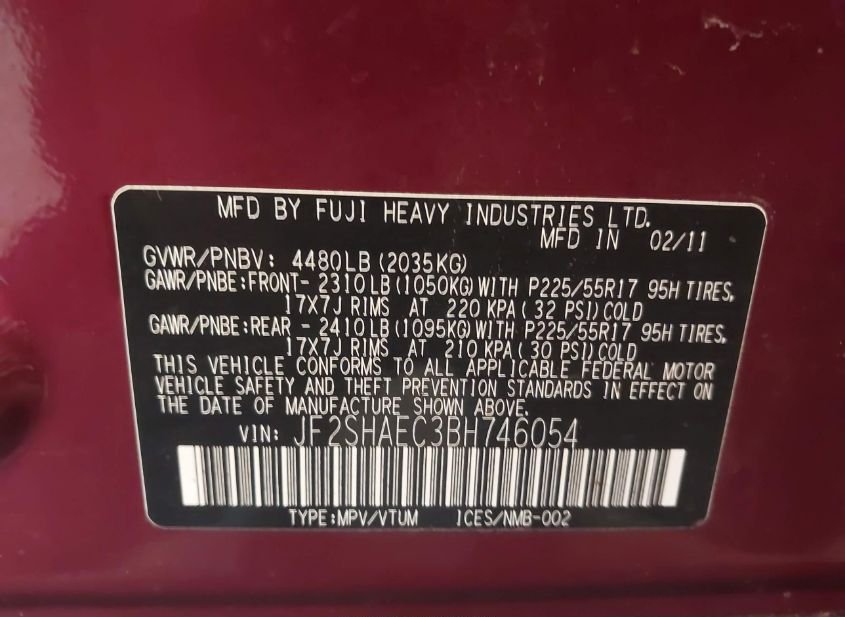 MFD BY FUJI HEAVY INDUSTRIES LTD.
MFD IN 02/11
GVWR/PNBV: 4480LB(2035KG)
GAWR/PNBE:FRONT- 2310LB(1050KG)WITH P225/55R17 95H TIRES,
17X7J RIMS AT 220 KPA( 32 PSI)COLD
GAWR/PNBE:REAR - 2410LB(1095KG)WITH P225/55R17 95H TIRES,
17X7J RIMS AT 210 KPA( 30 PSI)COLD
THIS VEHICLE CONFORMS TO ALL APPLICABLE FEDERAL MOTOR
VEHICLE SAFETY AND THEFT PREVENTION STANDARDS IN EFFECT ON
THE DATE OF MANUFACTURE SHOWN ABOVE.
VIN: JF2SHAEC3BH746054
TYPE:MPV/VTUM ICES/NMB-002